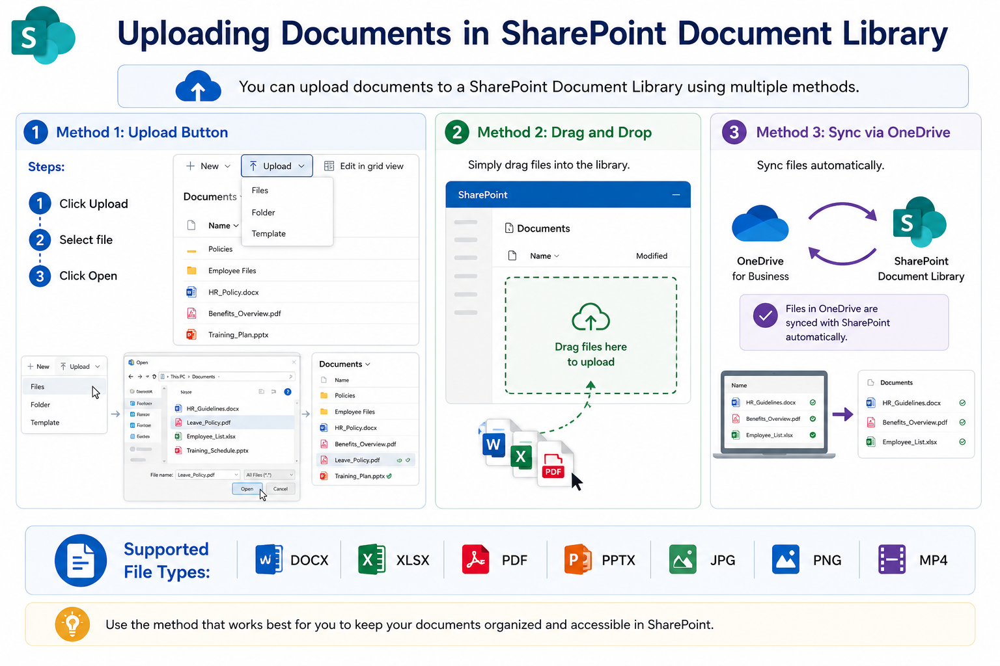 S
Uploading Documents in SharePoint Document Library
You can upload documents to a SharePoint Document Library using multiple methods.
1 Method 1: Upload Button
Steps:
1 Click Upload
2 Select file
3 Click Open
+ New Upload Edit in grid view
Files
Folder
Template
Documents
Name
Policies
Employee Files
HR_Policy.docx
Benefits_Overview.pdf
Training_Plan.pptx
+ New Upload
Files
Folder
Template
Open
This PC > Documents
HR_Guidelines.docx
Leave_Policy.pdf
Employee_List.xlsx
Training_Schedule.pptx
File name: Leave_Policy.pdf All Files (*.*)
Open Cancel
Documents
Name
Policies
Employee Files
HR_Policy.docx
Benefits_Overview.pdf
Leave_Policy.pdf
Training_Plan.pptx
2 Method 2: Drag and Drop
Simply drag files into the library.
SharePoint
Documents
Name Modified
Drag files here
to upload
W
X
PDF
3 Method 3: Sync via OneDrive
Sync files automatically.
S
OneDrive
for Business
SharePoint
Document Library
Files in OneDrive are
synced with SharePoint
automatically.
Name
HR_Guidelines.docx
Benefits_Overview.pdf
Employee_List.xlsx
Documents
HR_Guidelines.docx
Benefits_Overview.pdf
Employee_List.xlsx
Supported
File Types:
W DOCX
X XLSX
PDF
P PPTX
JPG
PNG
MP4
Use the method that works best for you to keep your documents organized and accessible in SharePoint.